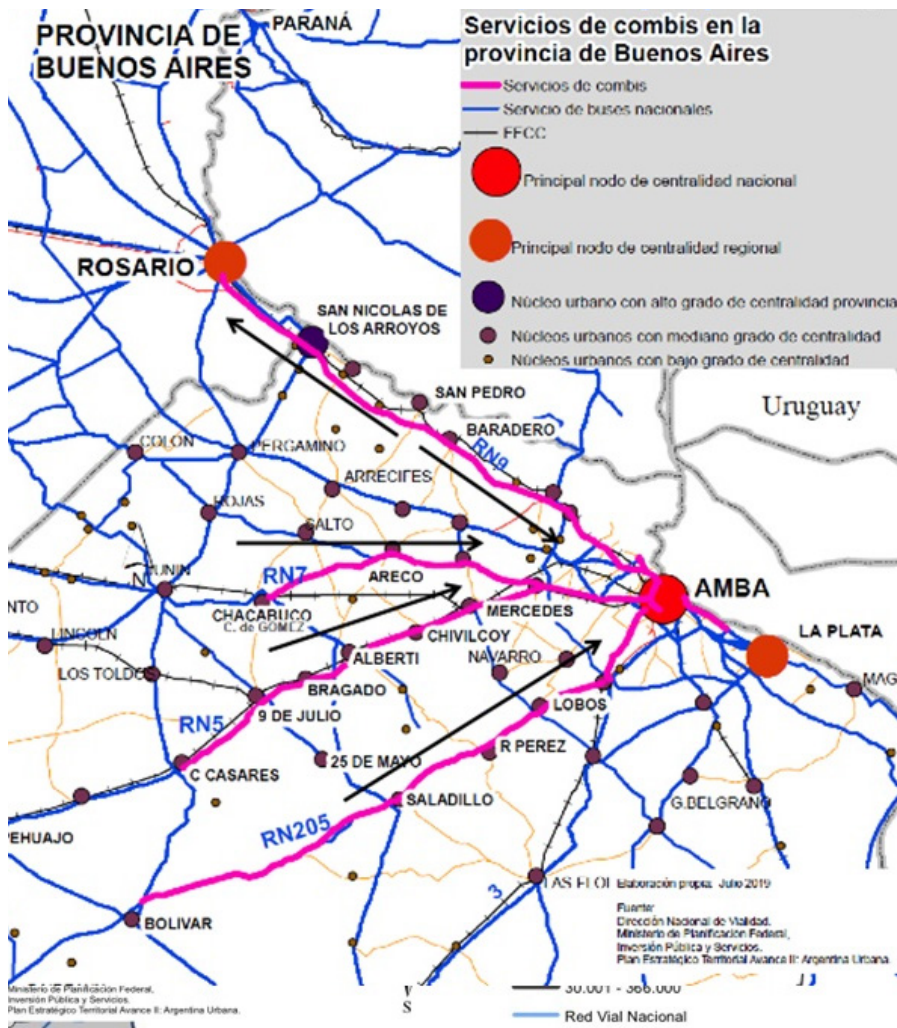 PROVINCIA DE
BUENOS AIRES
PARANÁ
Servicios de combis en la
provincia de Buenos Aires
Servicios de combis
Servicio de buses nacionales
FFCC
Principal nodo de centralidad nacional
Principal nodo de centralidad regional
Núcleo urbano con alto grado de centralidad provincia
Núcleos urbanos con mediano grado de centralidad
Núcleos urbanos con bajo grado de centralidad
ROSARIO
SAN NICOLAS DE
LOS ARROYOS
SAN PEDRO
Uruguay
BARADERO
RN9
COLON
PERGAMINO
ARRECIFES
ROJAS
SALTO
JUNIN
N
RN7
ARECO
AMBA
CHACABUCO
C. de GOMEZ
MERCEDES
NTO
LINCOLN
CHIVILCOY
LA PLATA
ALBERTI
NAVARRO
LOS TOLDOS
BRAGADO
MAG
RN5
9 DE JULIO
LOBOS
C CASARES
25 DE MAYO
R PEREZ
SALADILLO
G.BELGRANO
PEHUAJO
RN205
3
LAS FLO
BOLIVAR
Elaboración propia: Julio 2019
Fuente:
Dirección Nacional de Vialidad.
Ministerio de Planificación Federal,
Inversión Pública y Servicios.
Plan Estratégico Territorial Avance II: Argentina Urbana.
Ministerio de Planificación Federal,
Inversión Pública y Servicios.
Plan Estratégico Territorial Avance II: Argentina Urbana.
S
30.001 - 366.000
Red Vial Nacional